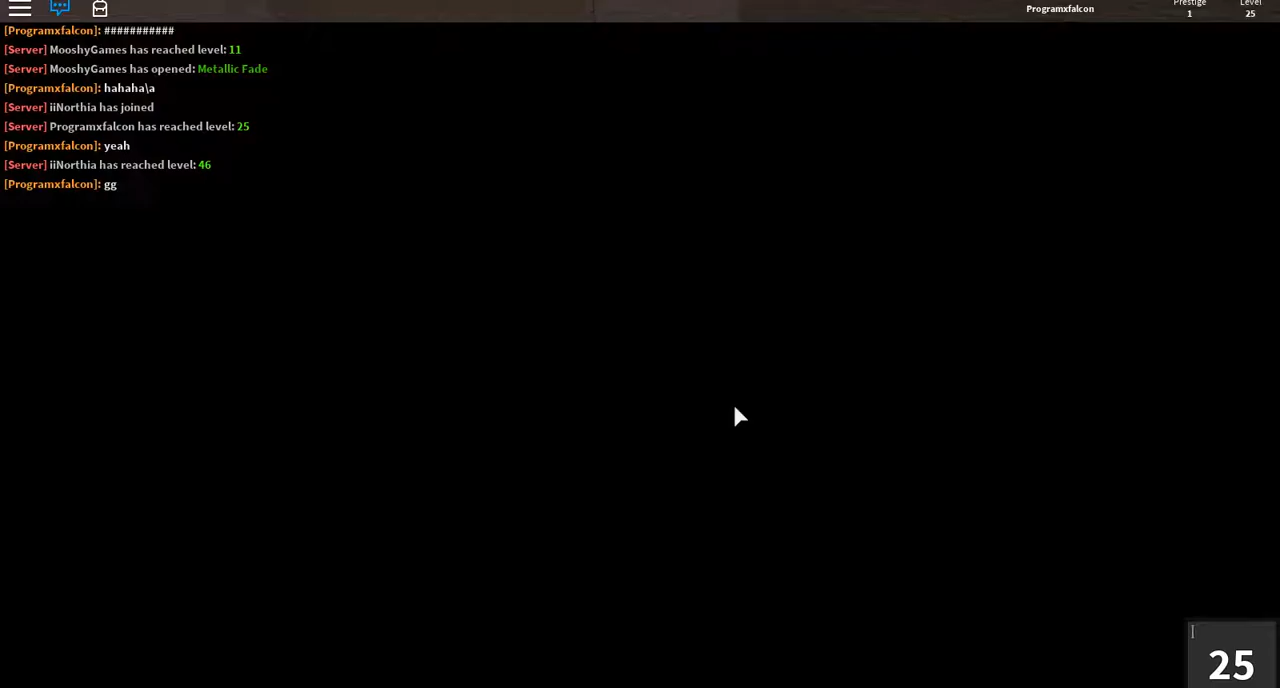 Programxfalcon
Prestige
1
Level
25
[Programxfalcon]: ###########
[Server] MooshyGames has reached level: 11
[Server] MooshyGames has opened: Metallic Fade
[Programxfalcon]: hahaha\a
[Server] iiNorthia has joined
[Server] Programxfalcon has reached level: 25
[Programxfalcon]: yeah
[Server] iiNorthia has reached level: 46
[Programxfalcon]: gg
25